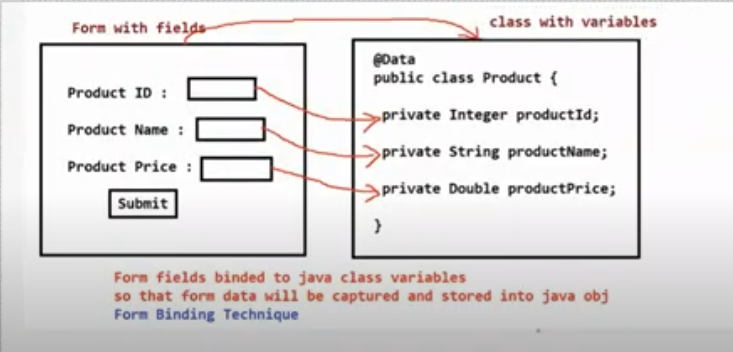 Form with fields
class with variables
Product ID :
Product Name :
Product Price :
Submit
@Data
public class Product {
private Integer productId;
private String productName;
private Double productPrice;
}
Form fields binded to java class variables
so that form data will be captured and stored into java obj
Form Binding Technique